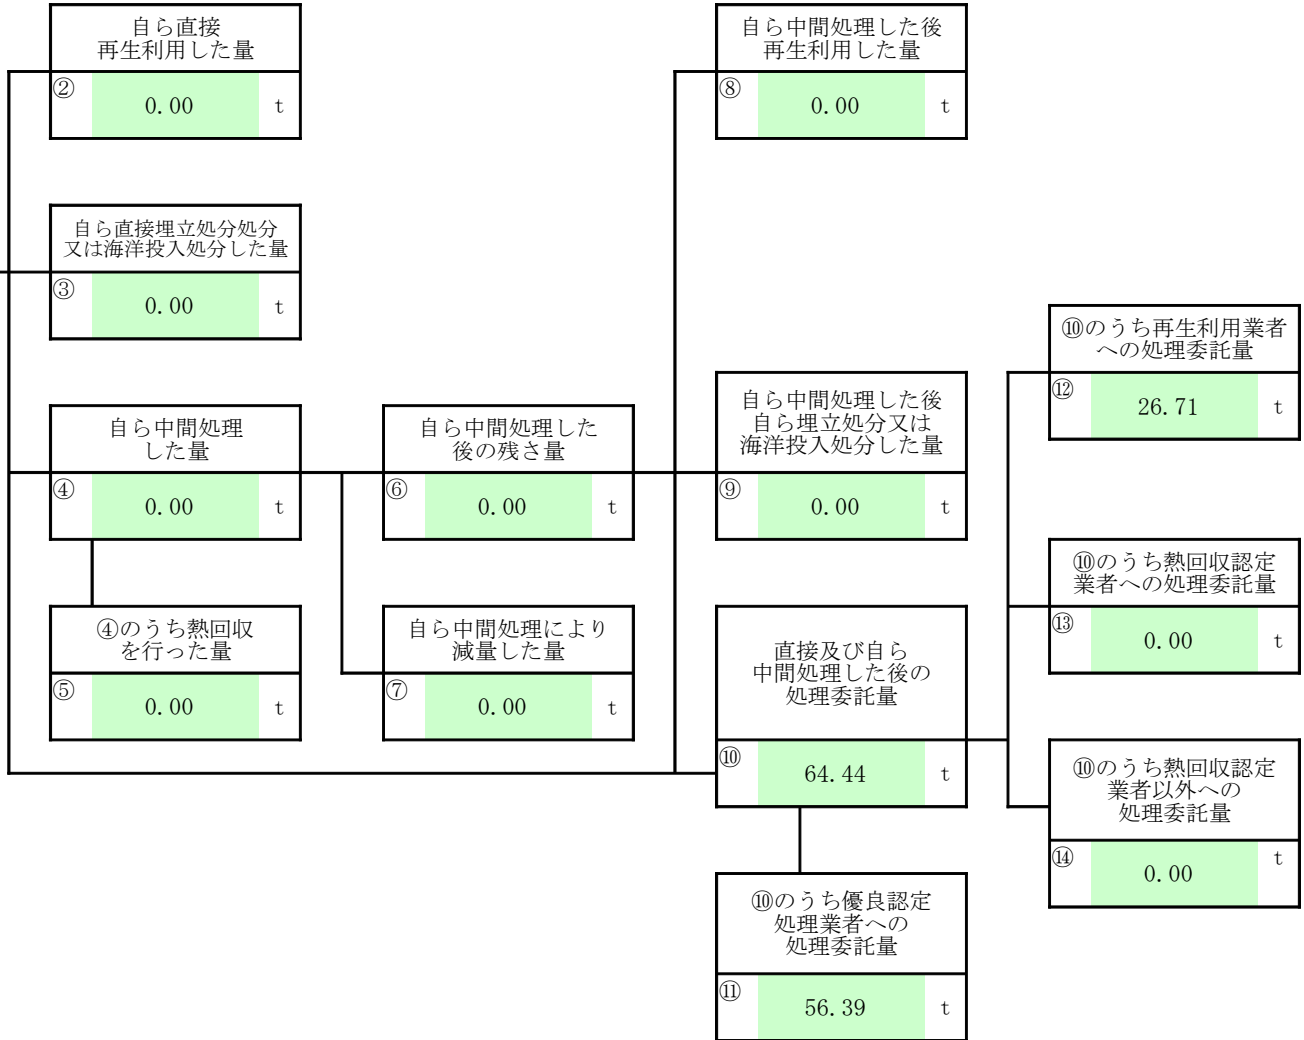 自ら直接
再生利用した量
②
0.00
t
自ら直接埋立処分処分
又は海洋投入処分した量
③
0.00
t
自ら中間処理
した量
④
0.00
t
④のうち熱回収
を行った量
⑤
0.00
t
自ら中間処理した
後の残さ量
⑥
0.00
t
自ら中間処理により
減量した量
⑦
0.00
t
自ら中間処理した後
再生利用した量
⑧
0.00
t
自ら中間処理した後
自ら埋立処分又は
海洋投入処分した量
⑨
0.00
t
直接及び自ら
中間処理した後の
処理委託量
⑩
64.44
t
⑩のうち優良認定
処理業者への
処理委託量
⑪
56.39
t
⑩のうち再生利用業者
への処理委託量
⑫
26.71
t
⑩のうち熱回収認定
業者への処理委託量
⑬
0.00
t
⑩のうち熱回収認定
業者以外への
処理委託量
⑭
0.00
t